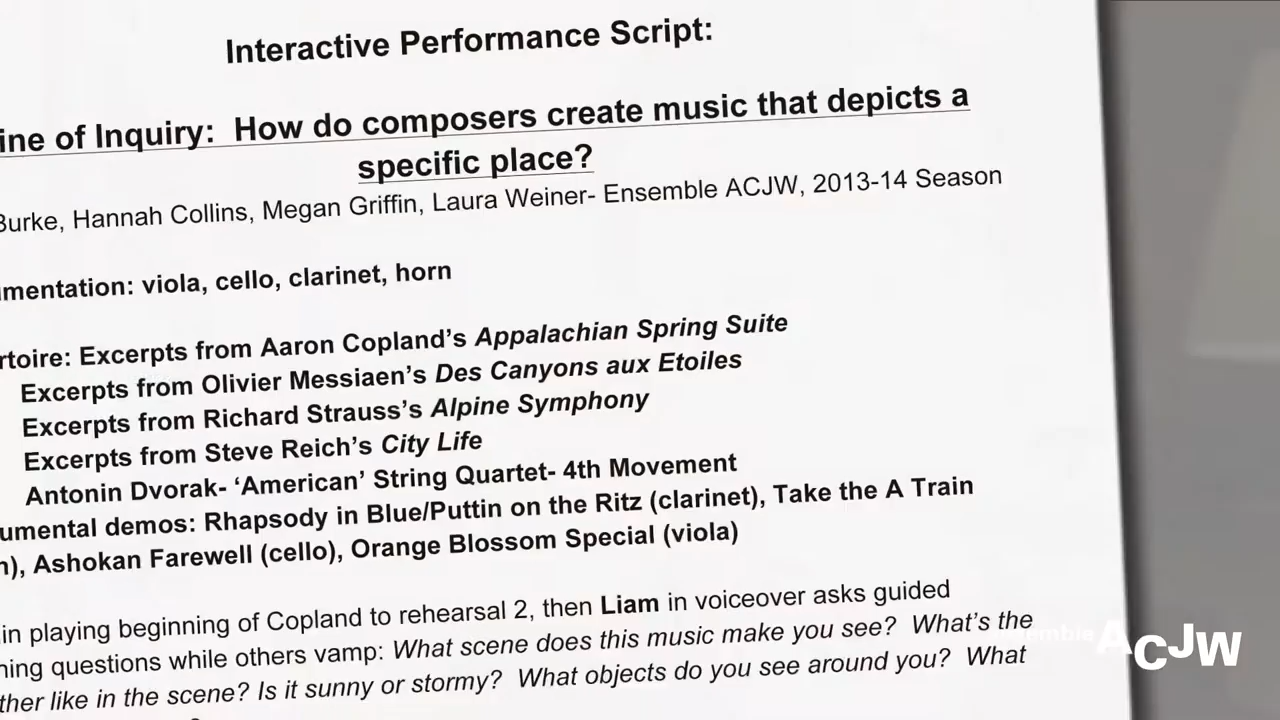 Interactive Performance Script:
ine of Inquiry: How do composers create music that depicts a
specific place?
Burke, Hannah Collins, Megan Griffin, Laura Weiner- Ensemble ACJW, 2013-14 Season
mentation: viola, cello, clarinet, horn
rtoire: Excerpts from Aaron Copland's Appalachian Spring Suite
Excerpts from Olivier Messiaen's Des Canyons aux Etoiles
Excerpts from Richard Strauss's Alpine Symphony
Excerpts from Steve Reich's City Life
Antonin Dvorak- 'American' String Quartet- 4th Movement
umental demos: Rhapsody in Blue/Puttin on the Ritz (clarinet), Take the A Train
n), Ashokan Farewell (cello), Orange Blossom Special (viola)
in playing beginning of Copland to rehearsal 2, then Liam in voiceover asks guided
ning questions while others vamp: What scene does this music make you see? What's the
ther like in the scene? Is it sunny or stormy? What objects do you see around you? What
ensemble ACJW